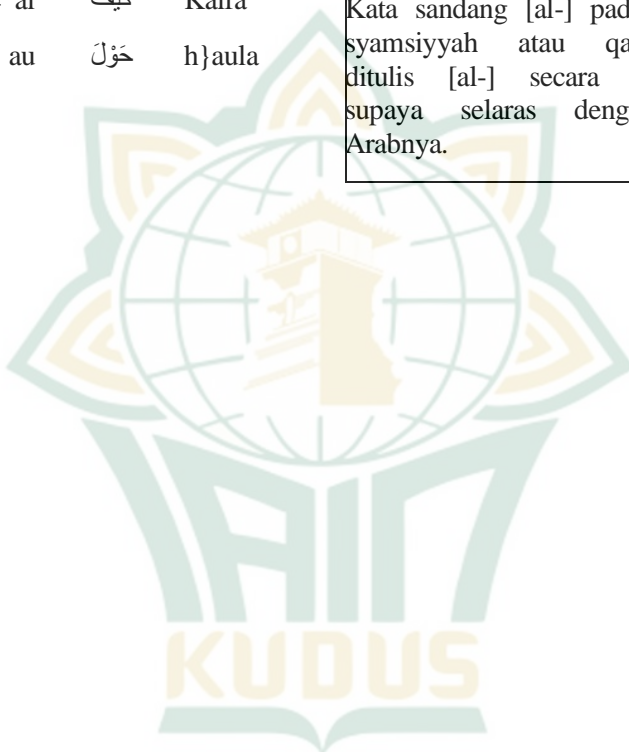 ai كَيْفَ Kaifa
au حَوْلَ h}aula
Kata sandang [al-] pad
syamsiyyah atau qa
ditulis [al-] secara
supaya selaras deng
Arabnya.
IAIN
KUDUS